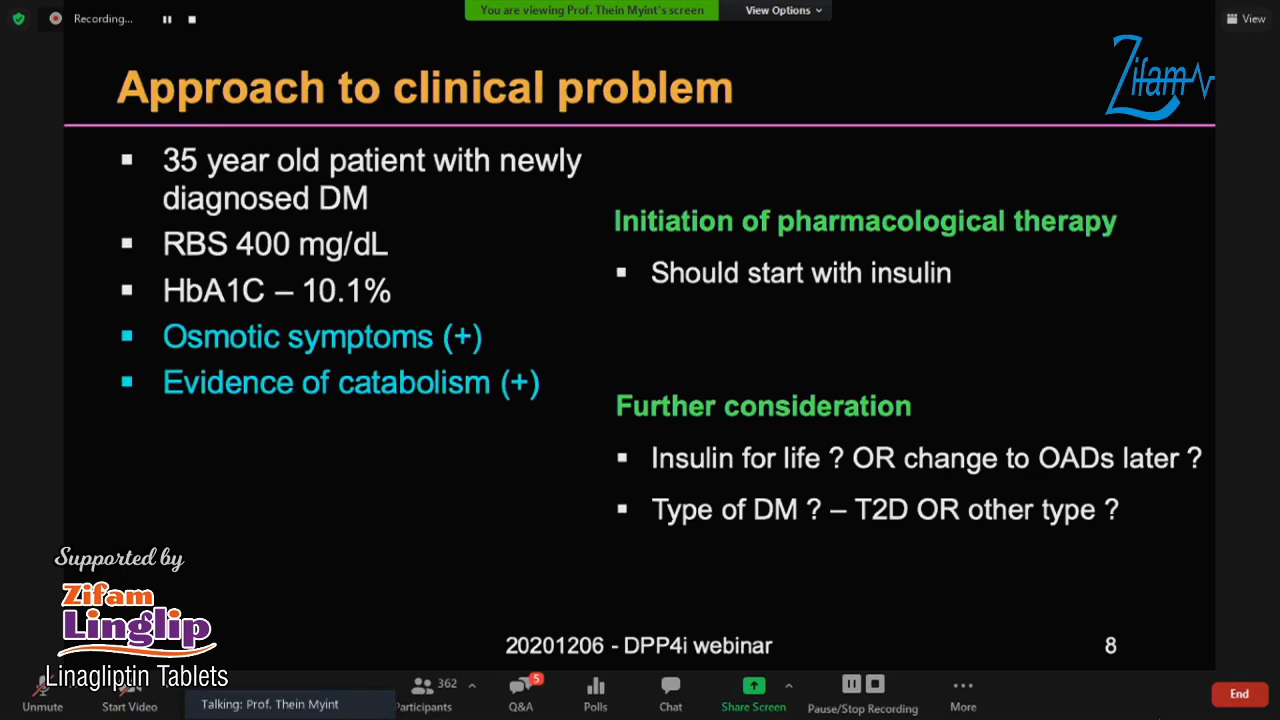 Recording...
You are viewing Prof. Thein Myint's screen
View Options
View
Zifam
Approach to clinical problem
35 year old patient with newly
diagnosed DM
RBS 400 mg/dL
HbA1C – 10.1%
Osmotic symptoms (+)
Evidence of catabolism (+)
Initiation of pharmacological therapy
Should start with insulin
Further consideration
Insulin for life ? OR change to OADs later ?
Type of DM ? – T2D OR other type ?
Supported by
Zifam
Linglip
Linagliptin Tablets
20201206 - DPP4i webinar
8
Unmute
Start Video
Talking: Prof. Thein Myint
362
Participants
5
Q&A
Polls
Chat
Share Screen
Pause/Stop Recording
More
End